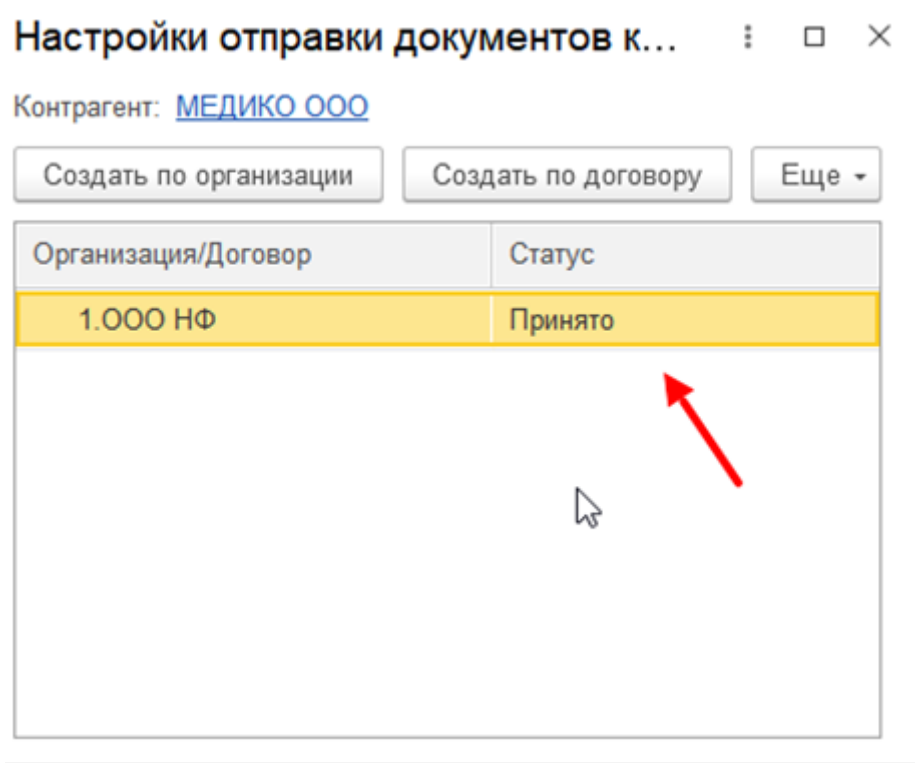 Настройки отправки документов к...
Контрагент: МЕДИКО ООО
Создать по организации Создать по договору Еще
Организация/Договор Статус
1.ООО НФ Принято